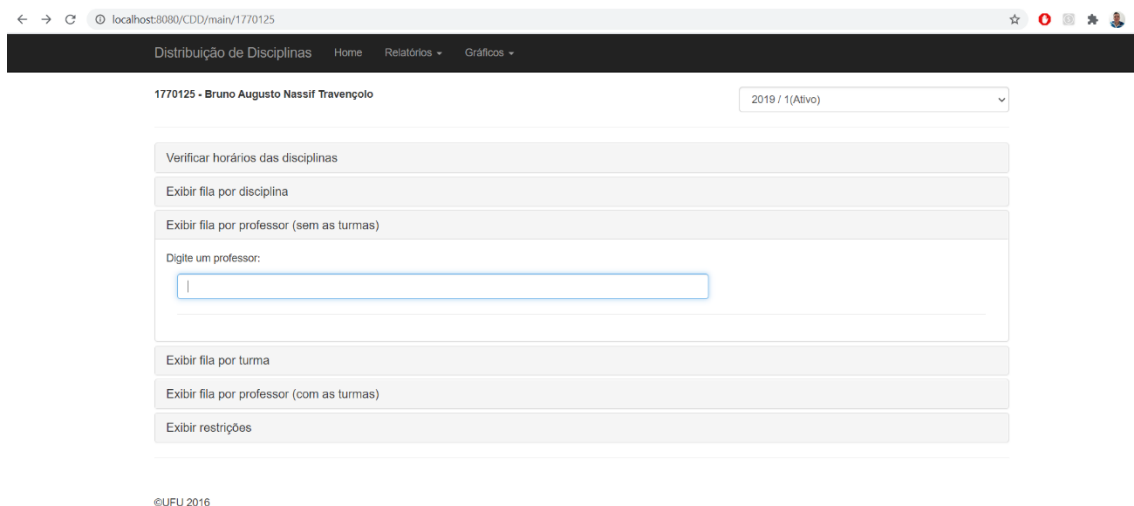 localhost:8080/CDD/main/1770125
Distribuição de Disciplinas Home Relatórios Gráficos
1770125 - Bruno Augusto Nassif Travençolo 2019 / 1(Ativo)
Verificar horários das disciplinas
Exibir fila por disciplina
Exibir fila por professor (sem as turmas)
Digite um professor:
Exibir fila por turma
Exibir fila por professor (com as turmas)
Exibir restrições
©UFU 2016